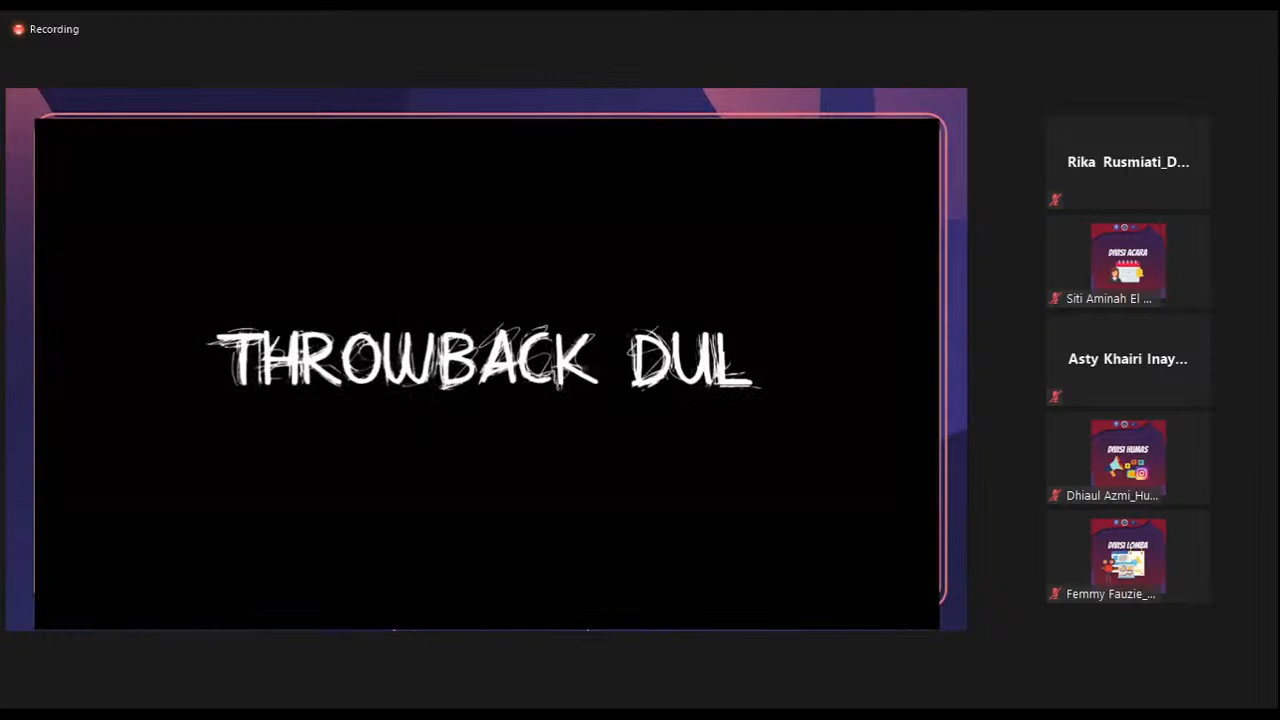 Recording
THROWBACK DUL
Rika Rusmiati_D...
DIVISI ACARA
Siti Aminah El ...
Asty Khairi Inay...
DIVISI HUMAS
Dhiaul Azmi_Hu...
DIVISI LOMBA
Femmy Fauzie_...